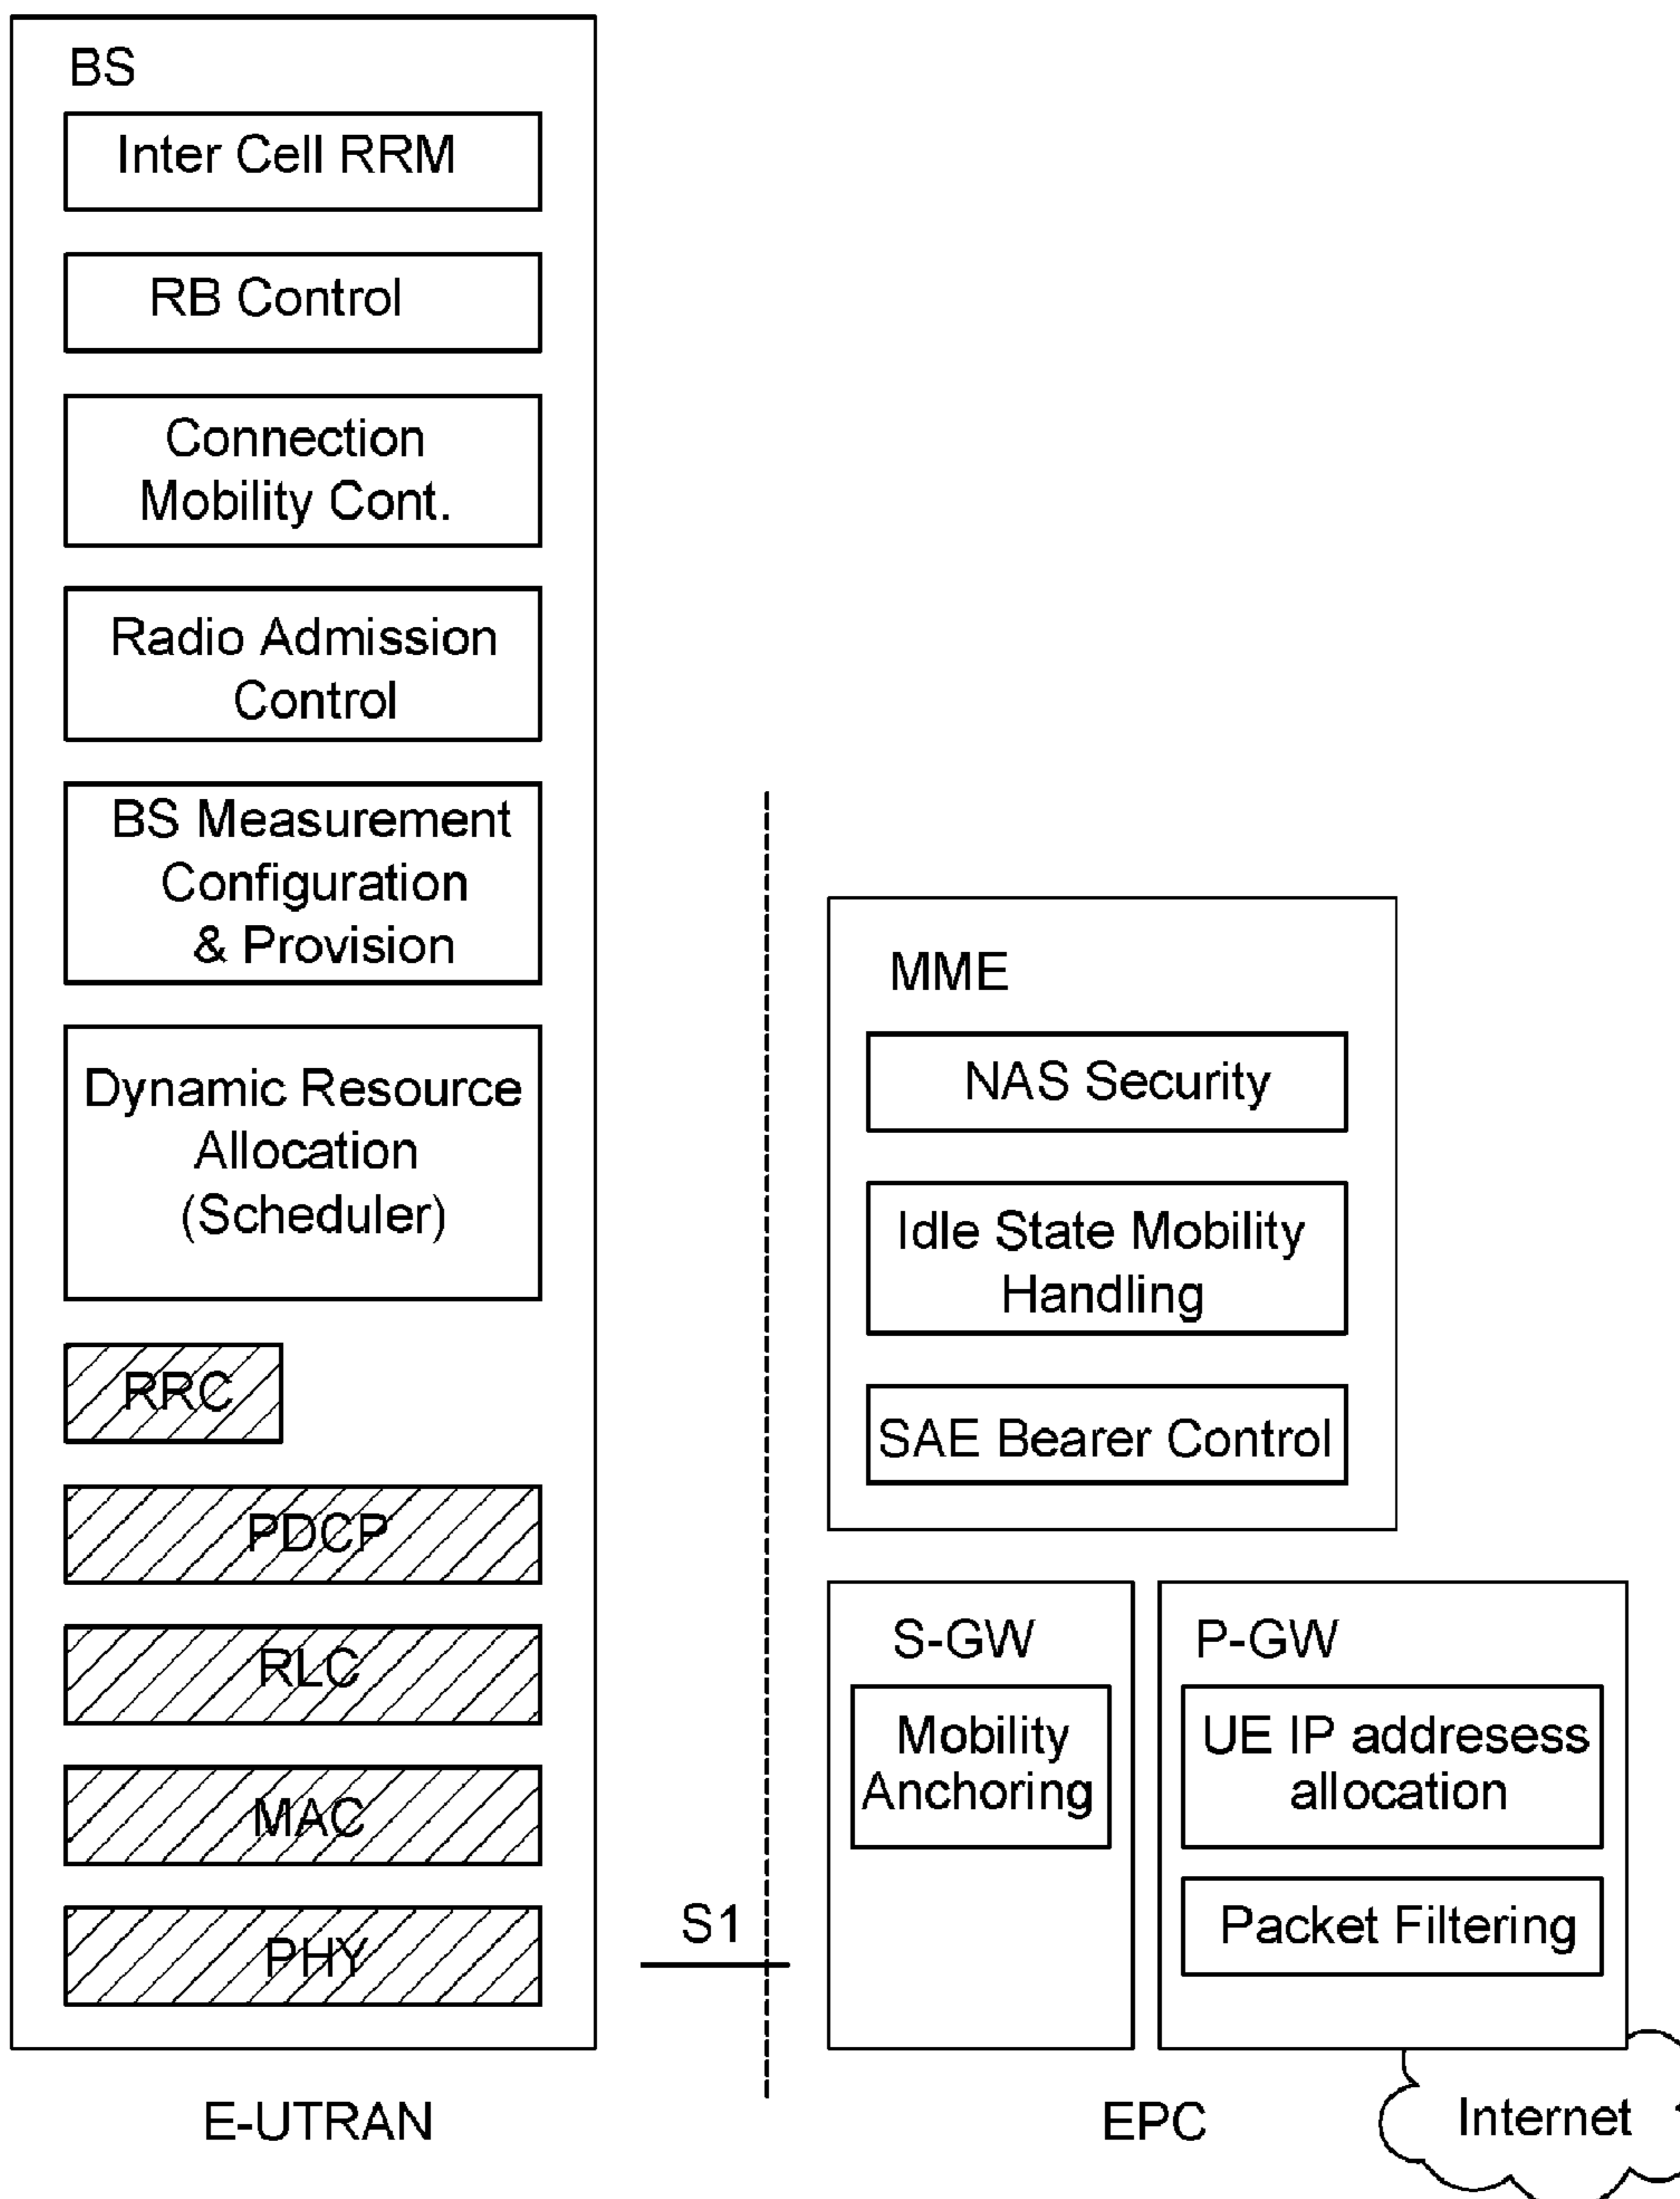 BS
Inter Cell RRM
RB Control
Connection
Mobility Cont.
Radio Admission
Control
BS Measurement
Configuration
& Provision
Dynamic Resource
Allocation
(Scheduler)
RRC
PDCP
RLC
MAC
PHY
E-UTRAN
S1
MME
NAS Security
Idle State Mobility
Handling
SAE Bearer Control
S-GW
Mobility
Anchoring
P-GW
UE IP addresess
allocation
Packet Filtering
EPC
Internet